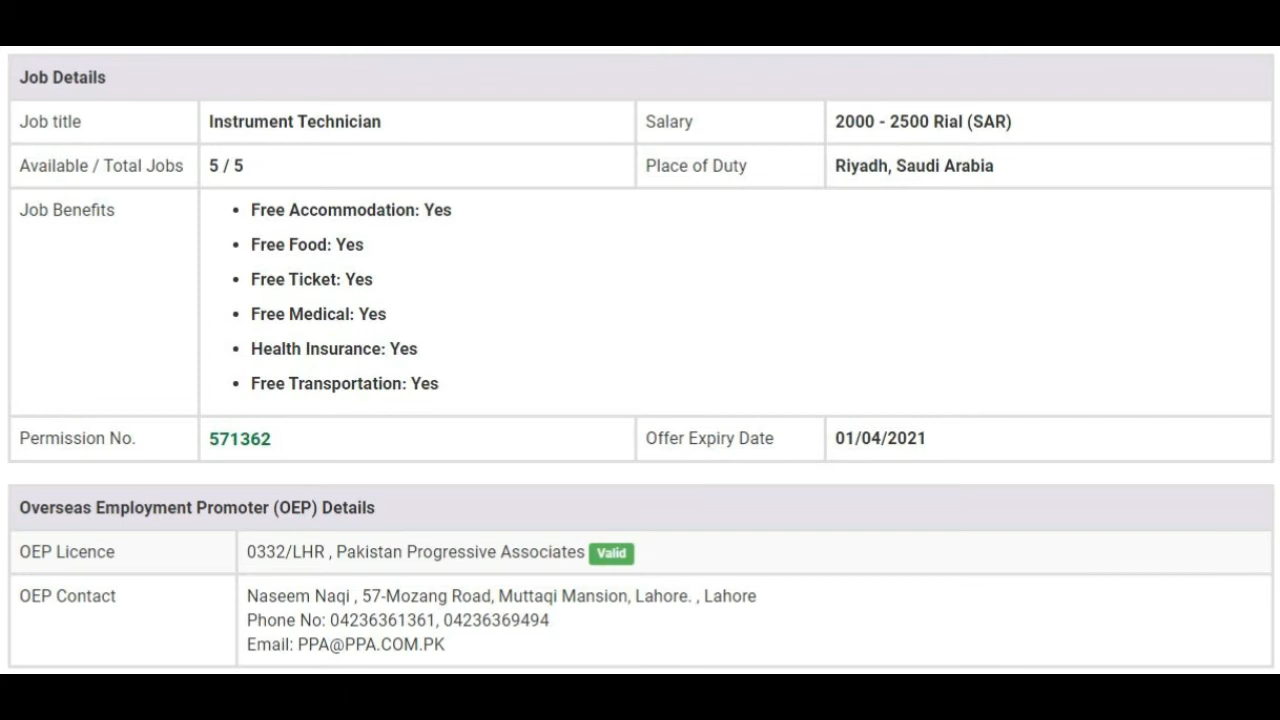 Job Details
Job title Instrument Technician Salary 2000 - 2500 Rial (SAR)
Available / Total Jobs 5 / 5 Place of Duty Riyadh, Saudi Arabia
Job Benefits
• Free Accommodation: Yes
• Free Food: Yes
• Free Ticket: Yes
• Free Medical: Yes
• Health Insurance: Yes
• Free Transportation: Yes
Permission No. 571362 Offer Expiry Date 01/04/2021
Overseas Employment Promoter (OEP) Details
OEP Licence 0332/LHR , Pakistan Progressive Associates Valid
OEP Contact Naseem Naqi , 57-Mozang Road, Muttaqi Mansion, Lahore. , Lahore
Phone No: 04236361361, 04236369494
Email: PPA@PPA.COM.PK